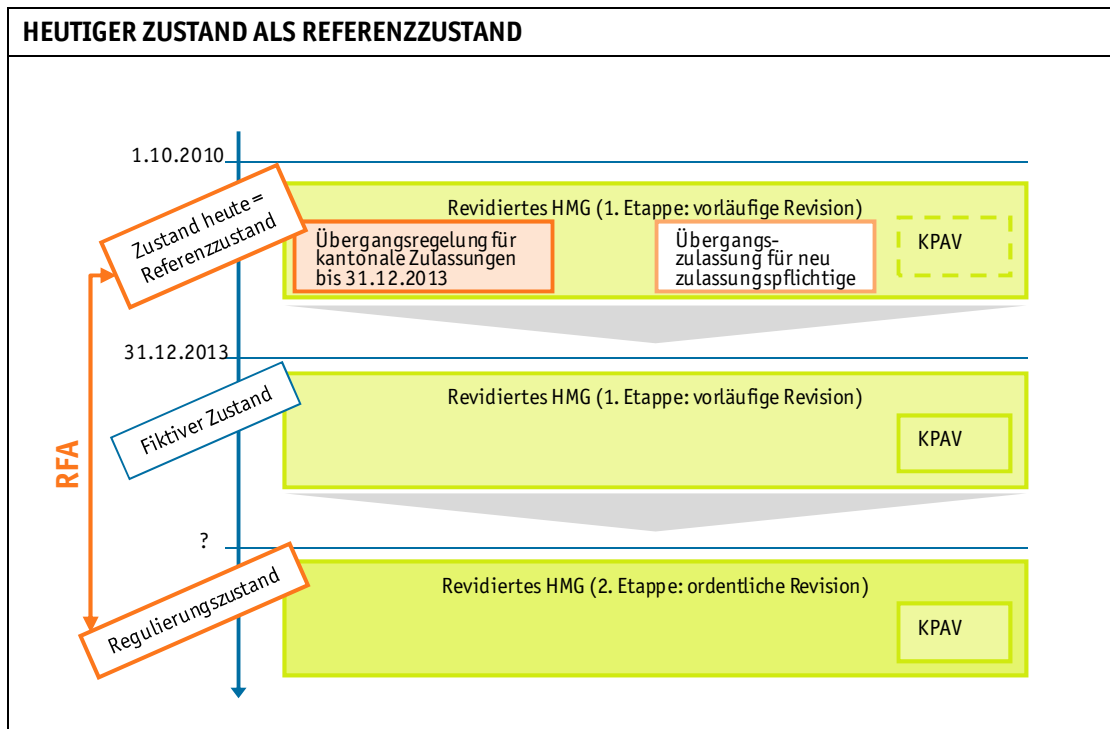 HEUTIGER ZUSTAND ALS REFERENZZUSTAND
1.10.2010
Zustand heute =
Referenzzustand
Revidiertes HMG (1. Etappe: vorläufige Revision)
Übergangsregelung für
kantonale Zulassungen
bis 31.12.2013
Übergangs-
zulassung für neu
zulassungspflichtige
KPAV
31.12.2013
Fiktiver Zustand
Revidiertes HMG (1. Etappe: vorläufige Revision)
KPAV
RFA
?
Regulierungszustand
Revidiertes HMG (2. Etappe: ordentliche Revision)
KPAV